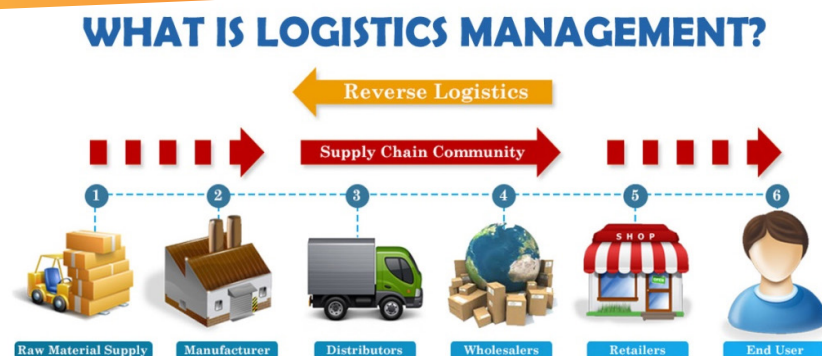 WHAT IS LOGISTICS MANAGEMENT?
Reverse Logistics
Supply Chain Community
1 2 3 4 5 6
SHOP
Raw Material Supply Manufacturer Distributors Wholesalers Retailers End User